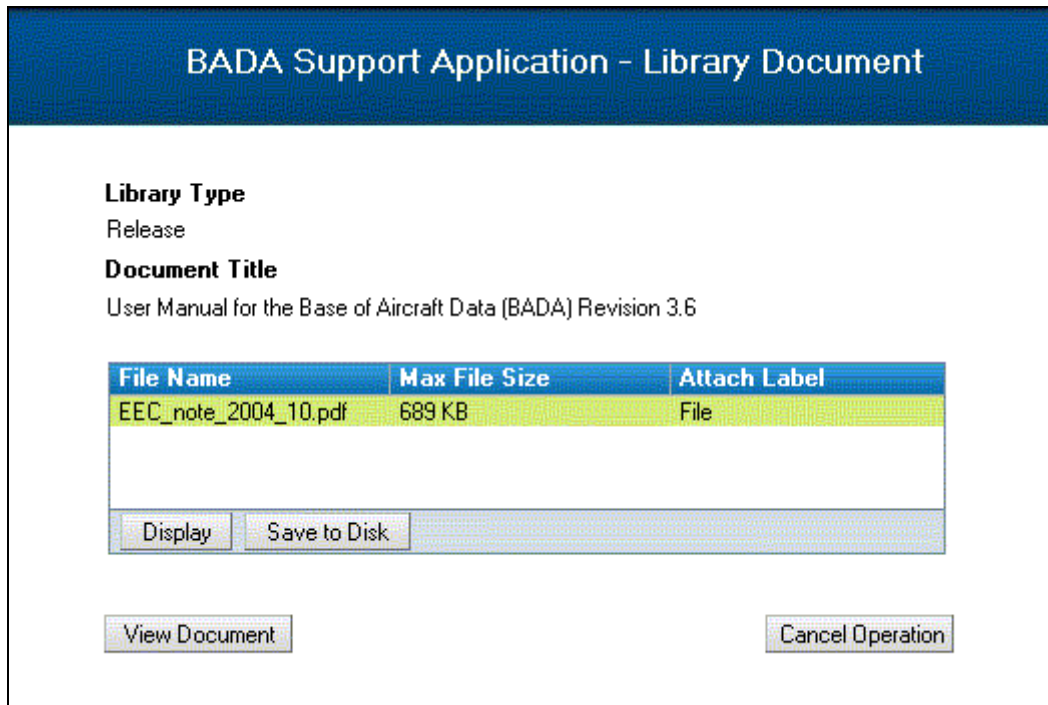 BADA Support Application - Library Document
Library Type
Release
Document Title
User Manual for the Base of Aircraft Data (BADA) Revision 3.6
File Name Max File Size Attach Label
EEC_note_2004_10.pdf 689 KB File
Display Save to Disk
View Document Cancel Operation